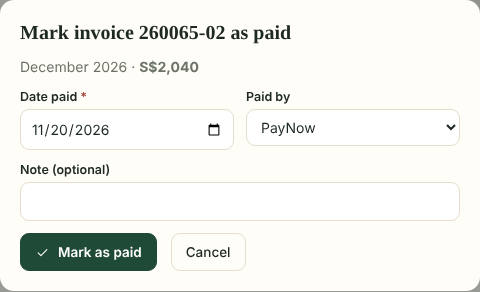 Mark invoice 260065-02 as paid
December 2026 · S$2,040
Date paid * Paid by
11/20/2026 PayNow
Note (optional)
Mark as paid Cancel